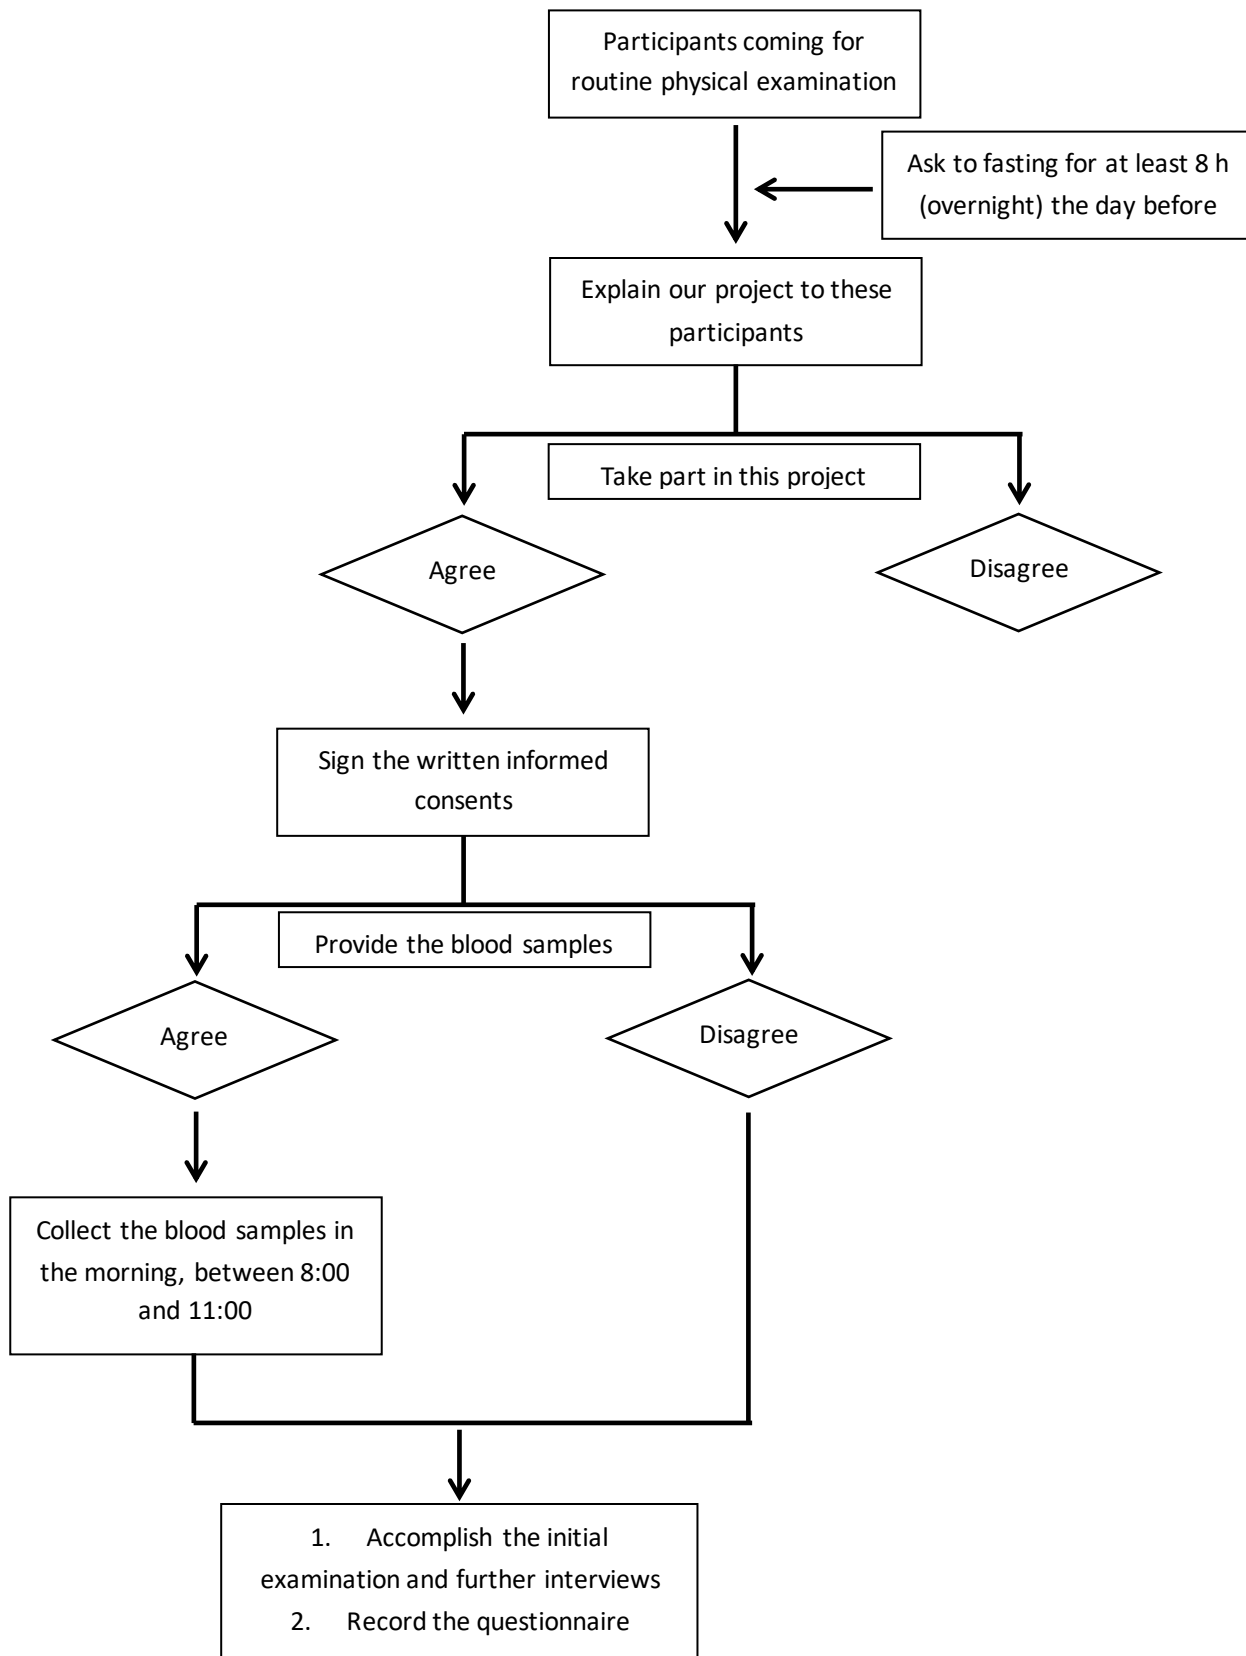 Participants coming for
routine physical examination
Ask to fasting for at least 8 h
(overnight) the day before
Explain our project to these
participants
Take part in this project
Agree
Disagree
Sign the written informed
consents
Provide the blood samples
Agree
Disagree
Collect the blood samples in
the morning, between 8:00
and 11:00
1. Accomplish the initial
examination and further interviews
2. Record the questionnaire